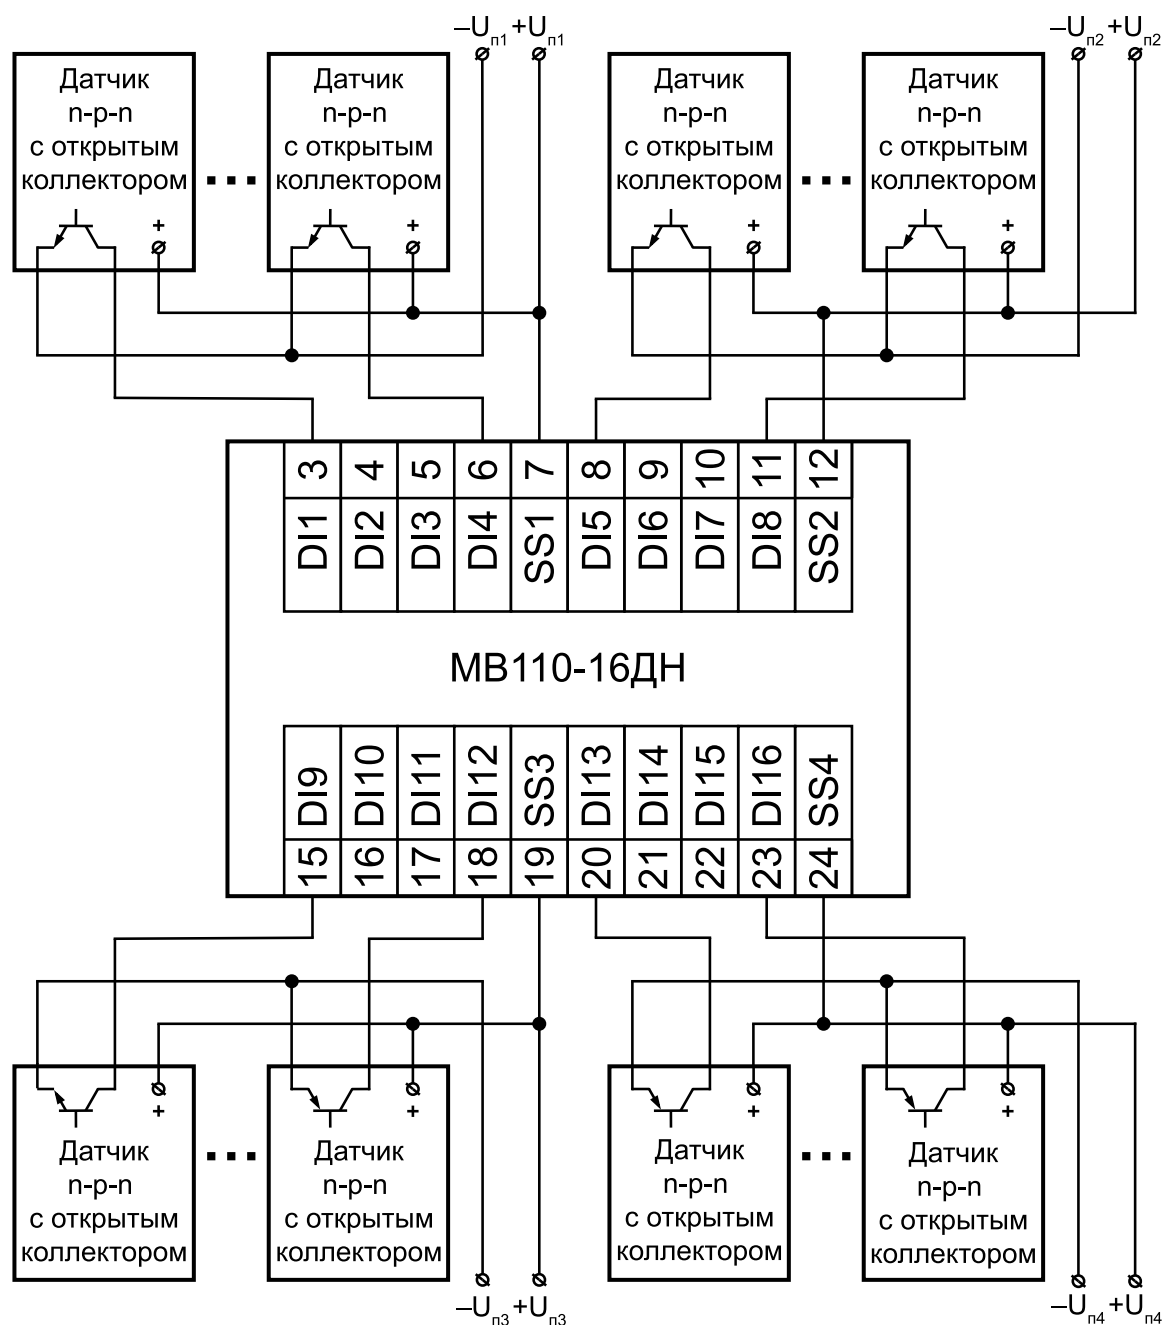 –Uп1 +Uп1
–Uп2 +Uп2
Датчик
n-p-n
с открытым
коллектором
+
Датчик
n-p-n
с открытым
коллектором
+
Датчик
n-p-n
с открытым
коллектором
+
Датчик
n-p-n
с открытым
коллектором
+
3 4 5 6 7 8 9 10 11 12
DI1 DI2 DI3 DI4 SS1 DI5 DI6 DI7 DI8 SS2
МВ110-16ДН
DI9 DI10 DI11 DI12 SS3 DI13 DI14 DI15 DI16 SS4
15 16 17 18 19 20 21 22 23 24
+
Датчик
n-p-n
с открытым
коллектором
+
Датчик
n-p-n
с открытым
коллектором
+
Датчик
n-p-n
с открытым
коллектором
+
Датчик
n-p-n
с открытым
коллектором
–Uп3 +Uп3
–Uп4 +Uп4